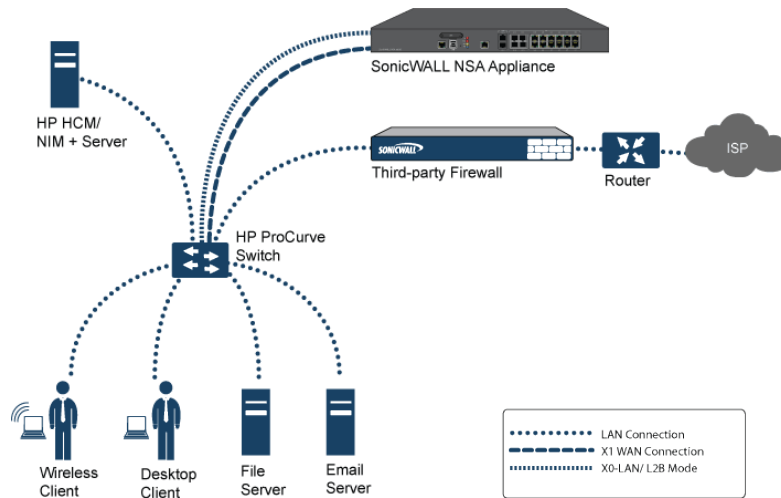 SonicWALL NSA Appliance
HP HCM/
NIM + Server
SONICWALL
Third-party Firewall
Router
ISP
HP ProCurve
Switch
Wireless
Client
Desktop
Client
File
Server
Email
Server
LAN Connection
X1 WAN Connection
X0-LAN/ L2B Mode